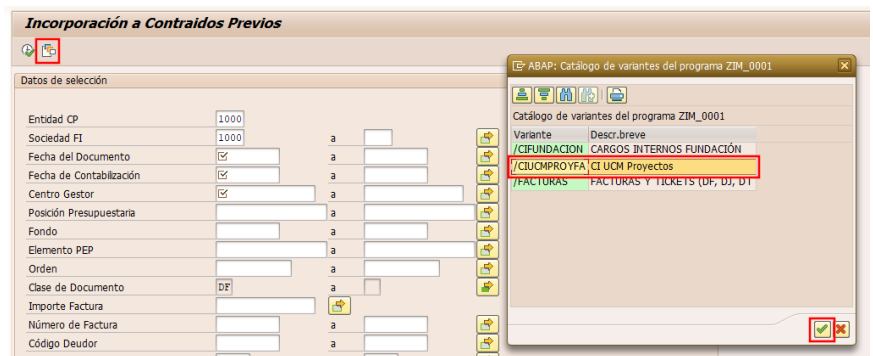 Incorporación a Contraidos Previos
Datos de selección
Entidad CP 1000
Sociedad FI 1000 a
Fecha del Documento a
Fecha de Contabilización a
Centro Gestor a
Posición Presupuestaria a
Fondo a
Elemento PEP a
Orden a
Clase de Documento DF a
Importe Factura
Número de Factura a
Código Deudor a
ABAP: Catálogo de variantes del programa ZIM_0001
Catálogo de variantes del programa ZIM_0001
Variante Descr.breve
/CIFUNDACION CARGOS INTERNOS FUNDACIÓN
/CIUCMPROYFA CI UCM Proyectos
/FACTURAS FACTURAS Y TICKETS (DF, DJ, DT